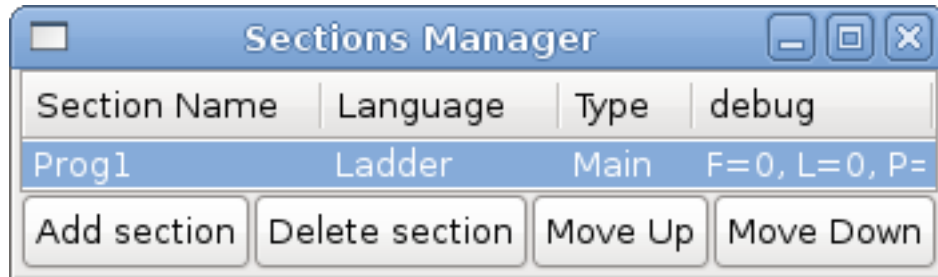 Sections Manager
Section Name Language Type debug
Prog1 Ladder Main F=0, L=0, P=
Add section Delete section Move Up Move Down